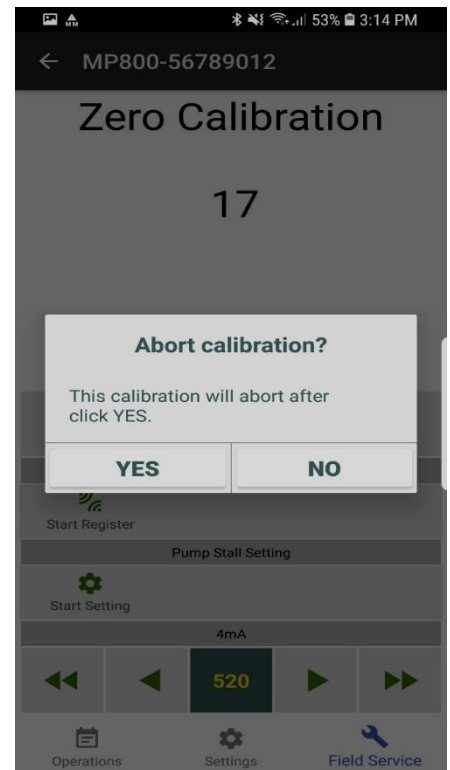 53% 3:14 PM
MP800-56789012
Zero Calibration
17
Abort calibration?
This calibration will abort after
click YES.
YES NO
Start Register
Pump Stall Setting
Start Setting
4mA
520
Operations Settings Field Service